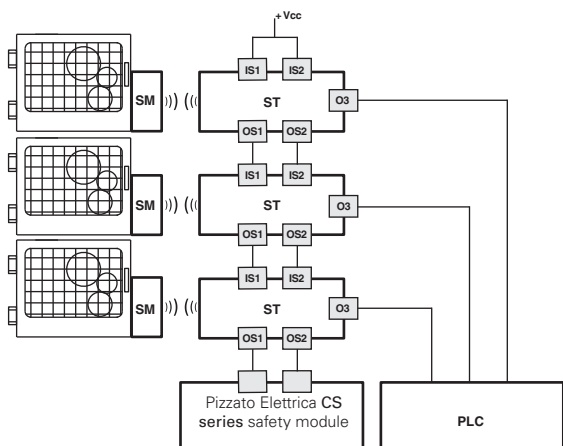 + Vcc
IS1 IS2
SM ST O3
OS1 OS2
IS1 IS2
SM ST O3
OS1 OS2
IS1 IS2
SM ST O3
OS1 OS2
Pizzato Elettrica CS
series safety module
PLC